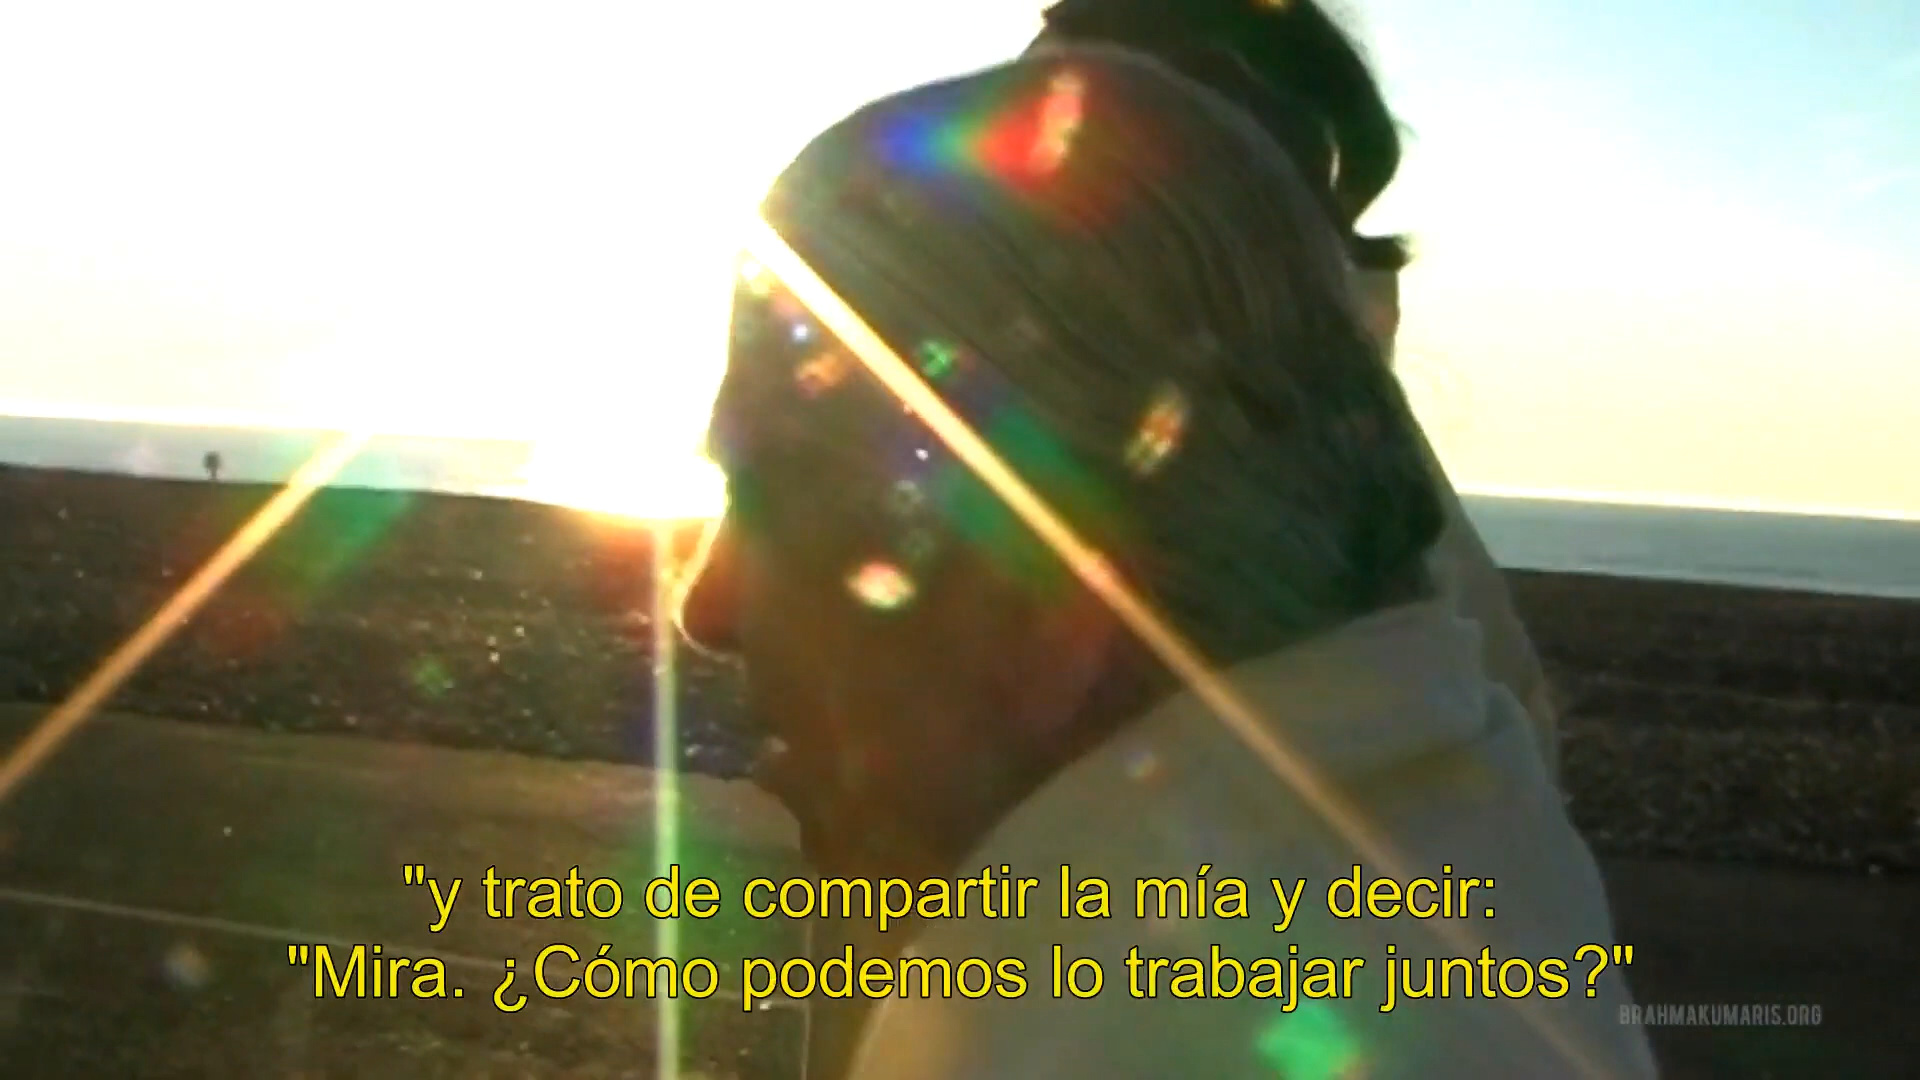 "y trato de compartir la mía y decir:
"Mira. ¿Cómo podemos lo trabajar juntos?"
BRAHMAKUMARIS.ORG